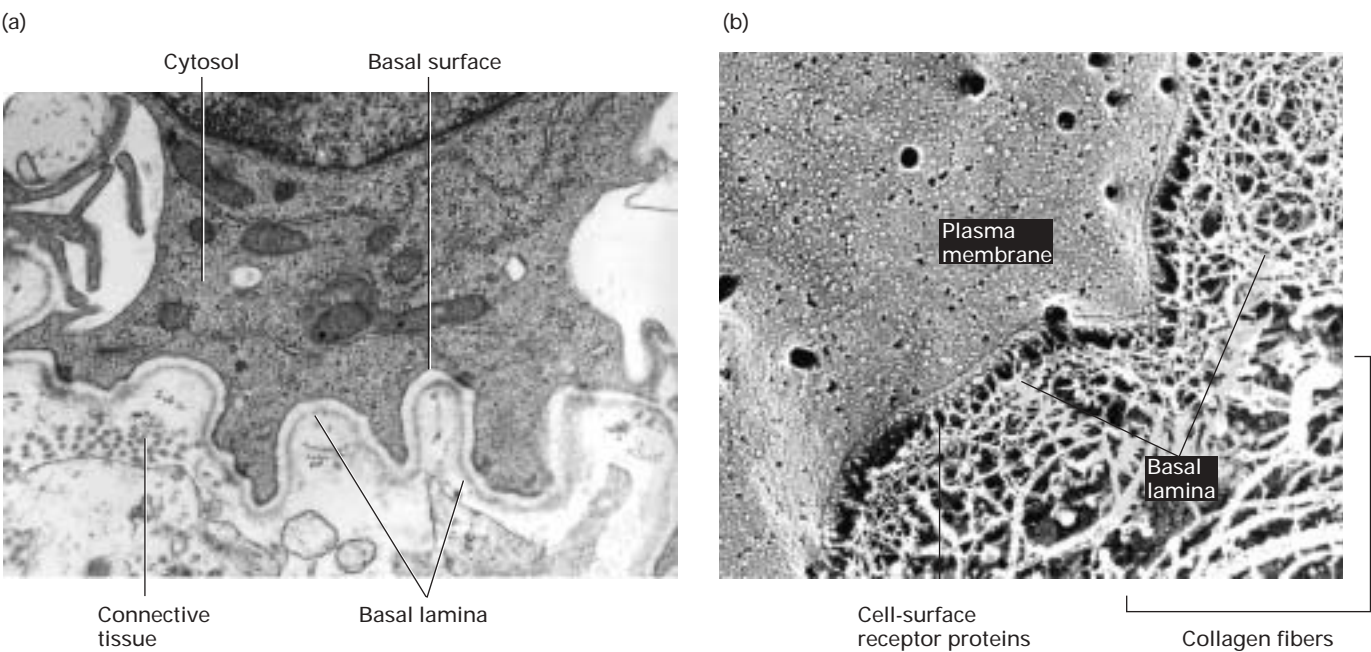 (a)
Cytosol
Basal surface
Connective
tissue
Basal lamina
(b)
Plasma
membrane
Basal
lamina
Cell-surface
receptor proteins
Collagen fibers